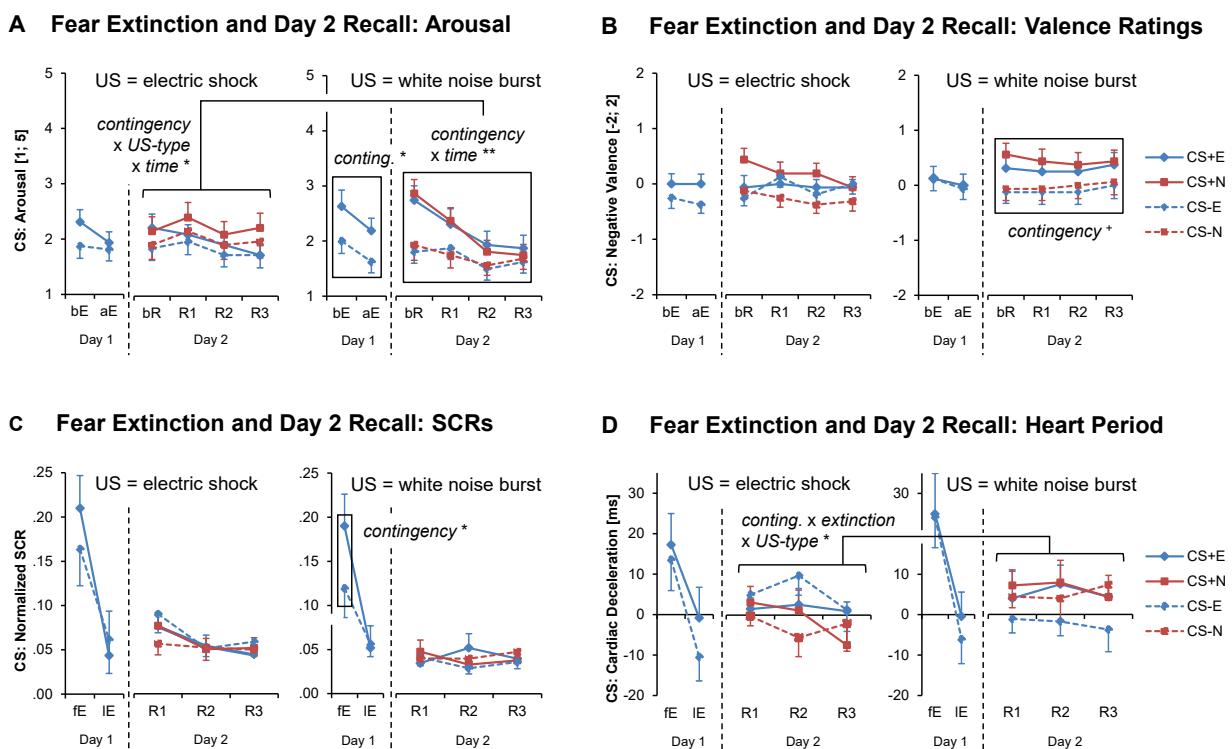 A Fear Extinction and Day 2 Recall: Arousal
US = electric shock
US = white noise burst
CS: Arousal [1; 5]
5
4
3
2
1
contingency
x US-type
x time *
5
4
3
2
1
conting. *
contingency
x time **
bE aE bR R1 R2 R3
Day 1 Day 2
bE aE bR R1 R2 R3
Day 1 Day 2
B Fear Extinction and Day 2 Recall: Valence Ratings
US = electric shock
US = white noise burst
CS: Negative Valence [-2; 2]
2
1
0
-1
-2
2
1
0
-1
-2
contingency +
CS+E
CS+N
CS-E
CS-N
bE aE bR R1 R2 R3
Day 1 Day 2
bE aE bR R1 R2 R3
Day 1 Day 2
C Fear Extinction and Day 2 Recall: SCRs
US = electric shock
US = white noise burst
CS: Normalized SCR
.25
.20
.15
.10
.05
.00
.25
.20
.15
.10
.05
.00
contingency *
fE lE R1 R2 R3
Day 1 Day 2
fE lE R1 R2 R3
Day 1 Day 2
D Fear Extinction and Day 2 Recall: Heart Period
US = electric shock
US = white noise burst
CS: Cardiac Deceleration [ms]
30
20
10
0
-10
-20
conting. x extinction
x US-type *
30
20
10
0
-10
-20
CS+E
CS+N
CS-E
CS-N
fE lE R1 R2 R3
Day 1 Day 2
fE lE R1 R2 R3
Day 1 Day 2